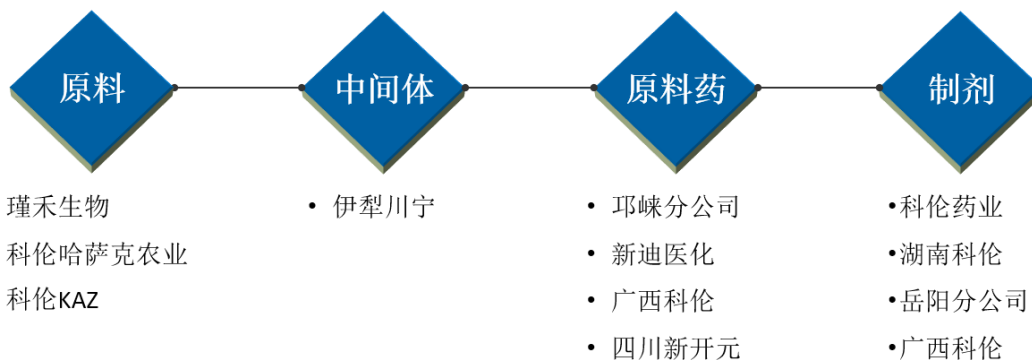 原料
中间体
原料药
制剂
瑾禾生物
科伦哈萨克农业
科伦KAZ
• 伊犁川宁
• 邛崃分公司
• 新迪医化
• 广西科伦
• 四川新开元
•科伦药业
•湖南科伦
•岳阳分公司
•广西科伦